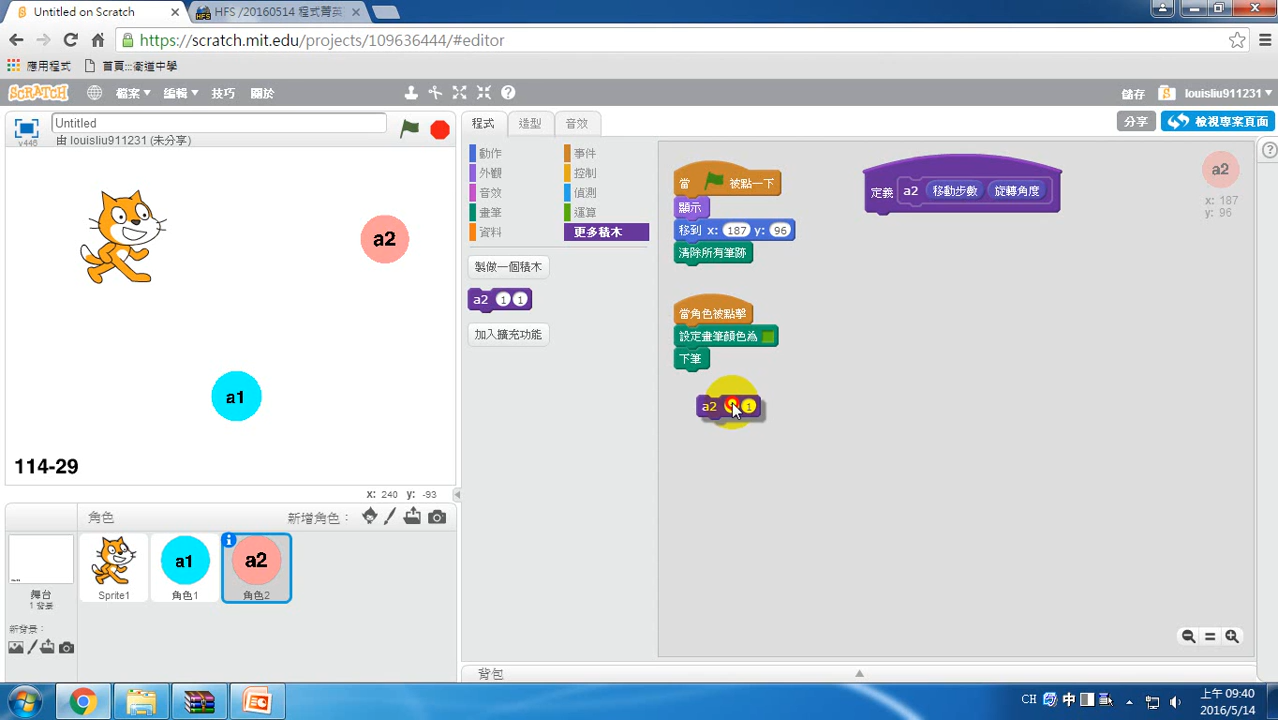 Untitled on Scratch
HFS /20160514 程式菁英
https://scratch.mit.edu/projects/109636444/#editor
應用程式
首頁:::衛道中學
SCRATCH
檔案
編輯
技巧
關於
儲存
louisliu911231
v446
Untitled
由 louisliu911231 (未分享)
程式
造型
音效
分享
檢視專案頁面
動作
事件
外觀
控制
音效
偵測
畫筆
運算
資料
更多積木
製做一個積木
a2 1 1
加入擴充功能
當 被點一下
顯示
移到 x: 187 y: 96
清除所有筆跡
當角色被點擊
設定畫筆顏色為
下筆
a2 1
定義 a2 移動步數 旋轉角度
a2
x: 187
y: 96
a2
a1
114-29
x: 240 y: -93
角色
新增角色:
舞台
1 背景
新背景:
Sprite1
a1
角色1
a2
角色2
背包
CH
中
上午 09:40
2016/5/14